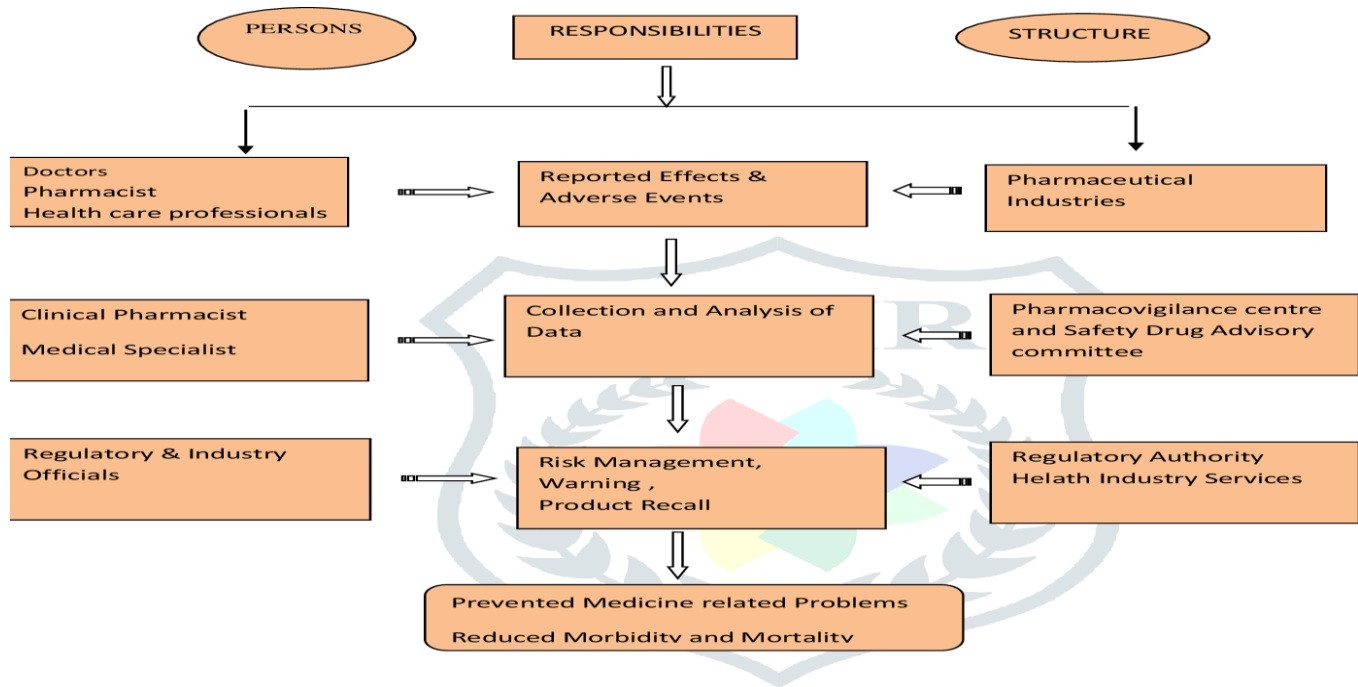 PERSONS
RESPONSIBILITIES
STRUCTURE
Doctors
Pharmacist
Health care professionals
Reported Effects &
Adverse Events
Pharmaceutical
Industries
Clinical Pharmacist
Medical Specialist
Collection and Analysis of
Data
Pharmacovigilance centre
and Safety Drug Advisory
committee
Regulatory & Industry
Officials
Risk Management,
Warning ,
Product Recall
Regulatory Authority
Helath Industry Services
Prevented Medicine related Problems
Reduced Morbidity and Mortality